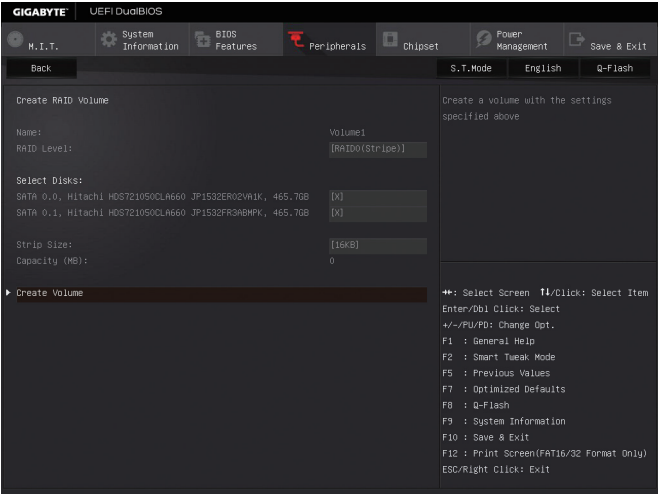 GIGABYTE™ UEFI DualBIOS
M.I.T.
System Information
BIOS Features
Peripherals
Chipset
Power Management
Save & Exit
Back
S.T.Mode English Q-Flash
Create RAID Volume
Name: Volume1
RAID Level: [RAID0(Stripe)]
Select Disks:
SATA 0.0, Hitachi HDS721050CLA660 JP1532ER02VA1K, 465.7GB [X]
SATA 0.1, Hitachi HDS721050CLA660 JP1532FR3ABMPK, 465.7GB [X]
Strip Size: [16KB]
Capacity (MB): 0
Create Volume
Create a volume with the settings
specified above
→←: Select Screen ↑↓/Click: Select Item
Enter/Dbl Click: Select
+/-/PU/PD: Change Opt.
F1 : General Help
F2 : Smart Tweak Mode
F5 : Previous Values
F7 : Optimized Defaults
F8 : Q-Flash
F9 : System Information
F10 : Save & Exit
F12 : Print Screen(FAT16/32 Format Only)
ESC/Right Click: Exit